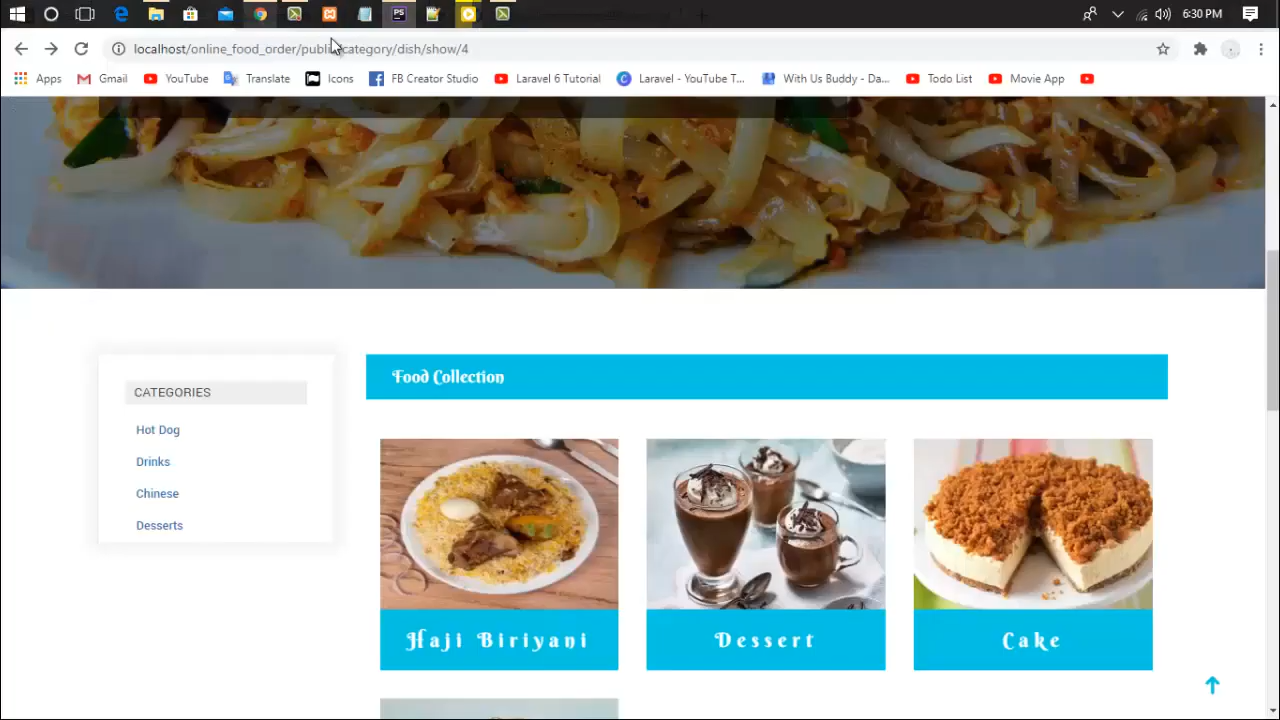 PS
6:30 PM
localhost/online_food_order/publi category/dish/show/4
Apps Gmail YouTube Translate Icons FB Creator Studio Laravel 6 Tutorial Laravel - YouTube T... With Us Buddy - Da... Todo List Movie App
CATEGORIES
Hot Dog
Drinks
Chinese
Desserts
Food Collection
Haji Biriyani
Dessert
Cake